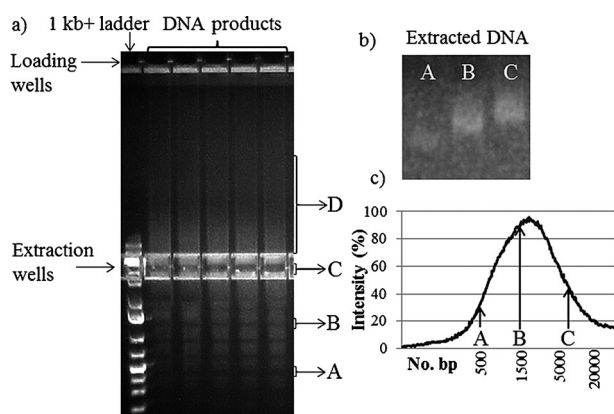 a) 1 kb+ ladder DNA products
Loading
wells
Extraction
wells
D
C
B
A
b) Extracted DNA
A B C
c)
100
80
60
40
20
0
Intensity (%)
A B C
No. bp 500 1500 5000 20000